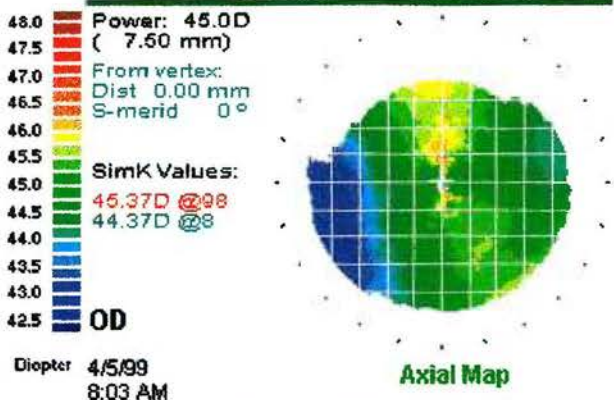 48.0
47.5
47.0
46.5
46.0
45.5
45.0
44.5
44.0
43.5
43.0
42.5
Diopter
Power: 45.0D
( 7.50 mm)
From vertex:
Dist 0.00 mm
S-merid 0°
SimK Values:
45.37D @98
44.37D @8
OD
4/5/99
8:03 AM
Axial Map